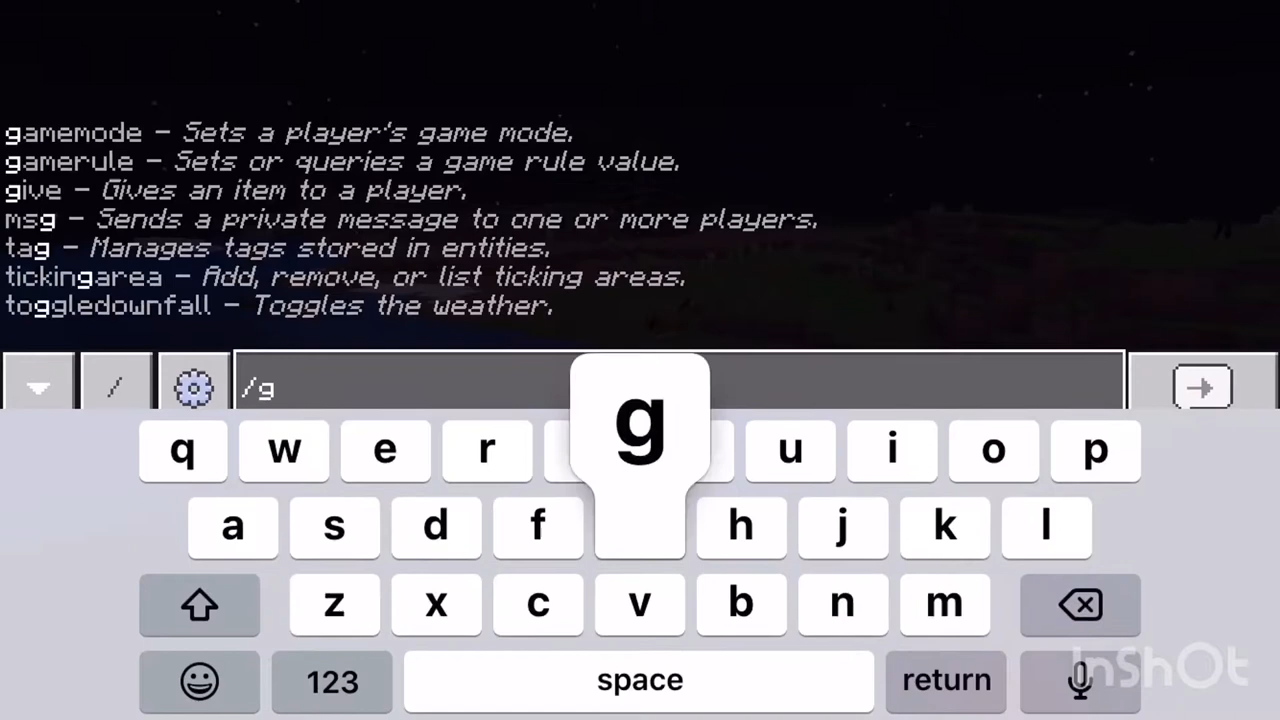 gamemode – Sets a player's game mode.
gamerule – Sets or queries a game rule value.
give – Gives an item to a player.
msg – Sends a private message to one or more players.
tag – Manages tags stored in entities.
tickingarea – Add, remove, or list ticking areas.
toggledownfall – Toggles the weather.
/ /g
g
q w e r u i o p
a s d f h j k l
z x c v b n m
123 space return
InShOt